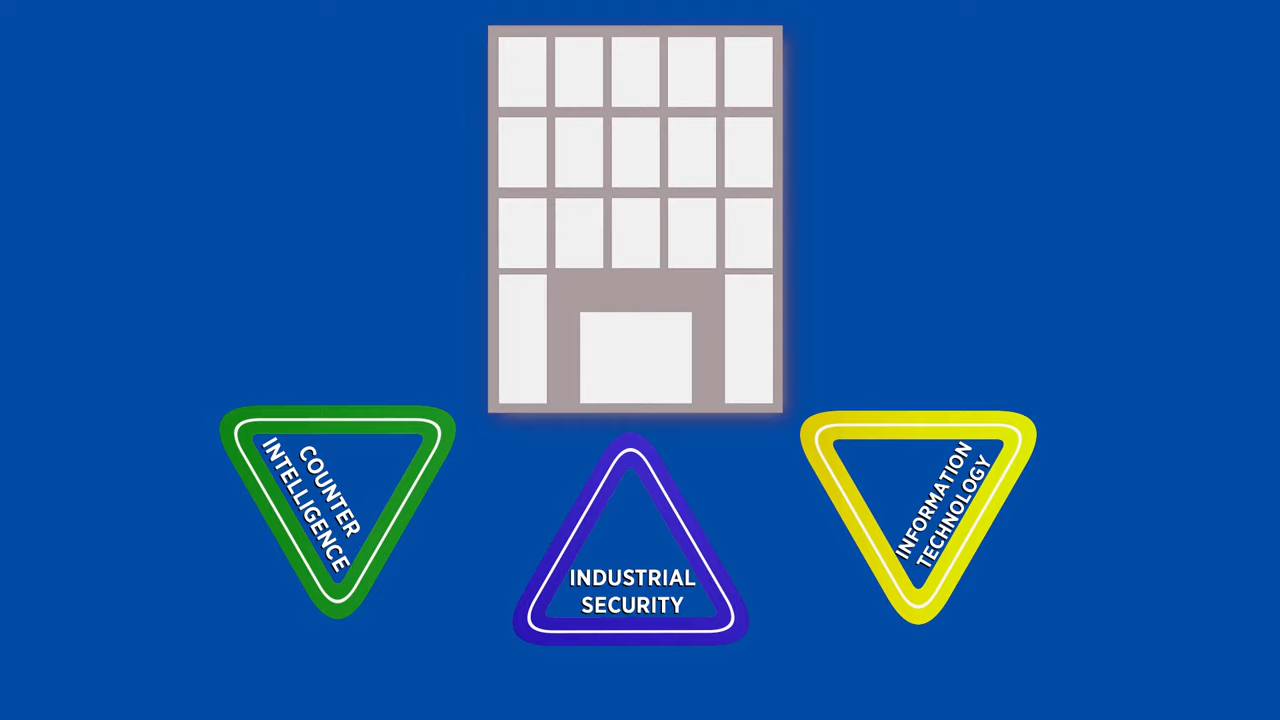 COUNTER
INTELLIGENCE
INDUSTRIAL
SECURITY
INFORMATION
TECHNOLOGY